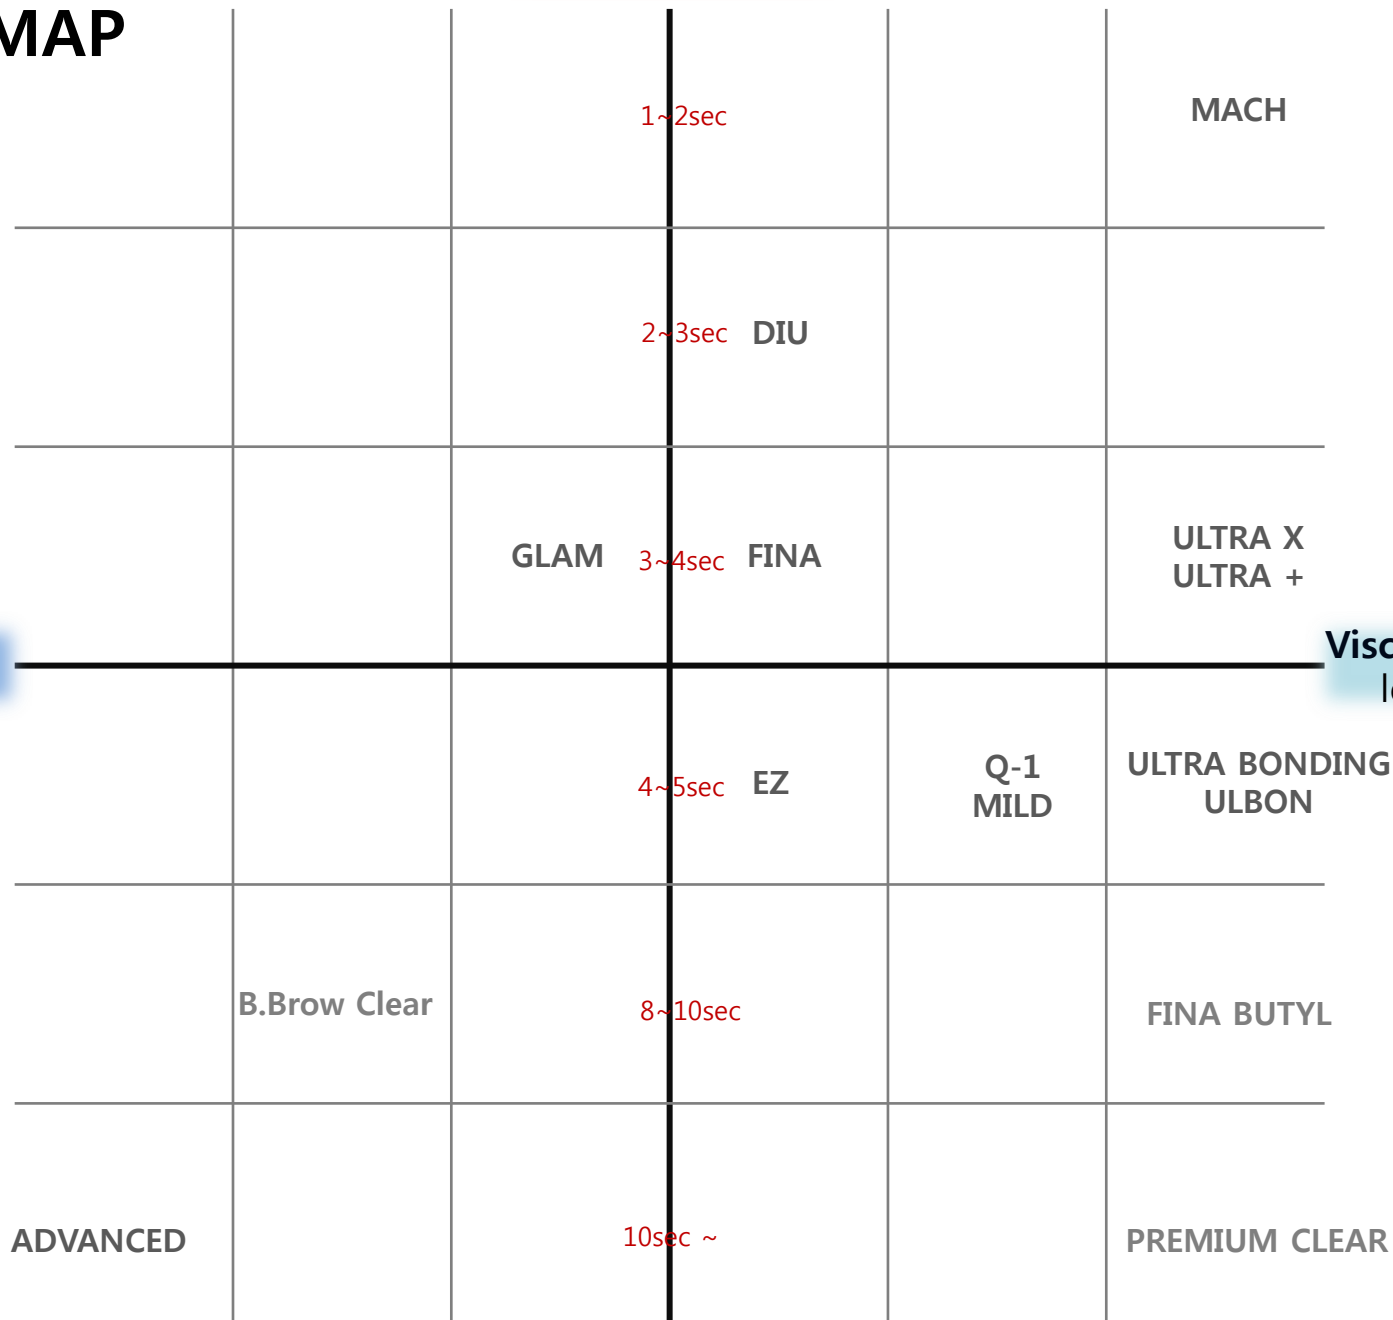 MAP
1~2sec
MACH
2~3sec DIU
GLAM 3~4sec FINA
ULTRA X
ULTRA +
4~5sec EZ
Q-1
MILD
ULTRA BONDING
ULBON
B.Brow Clear
8~10sec
FINA BUTYL
ADVANCED
10sec ~
PREMIUM CLEAR